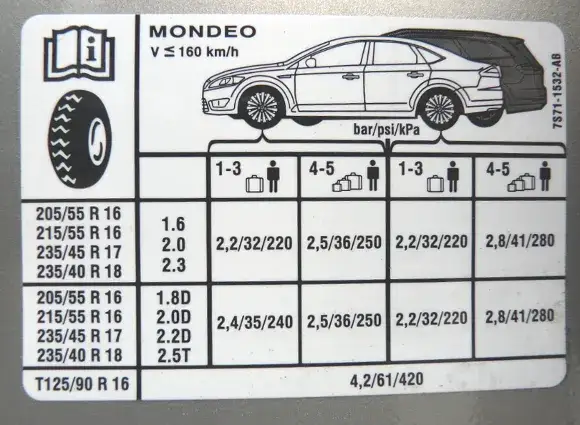 MONDEO
V ≤ 160 km/h
7S71-1532-AB
bar/psi/kPa
1-3 4-5 1-3 4-5
205/55 R 16
215/55 R 16
235/45 R 17
235/40 R 18
1.6
2.0
2.3
2,2/32/220 2,5/36/250 2,2/32/220 2,8/41/280
205/55 R 16
215/55 R 16
235/45 R 17
235/40 R 18
1.8D
2.0D
2.2D
2.5T
2,4/35/240 2,5/36/250 2,2/32/220 2,8/41/280
T125/90 R 16 4,2/61/420